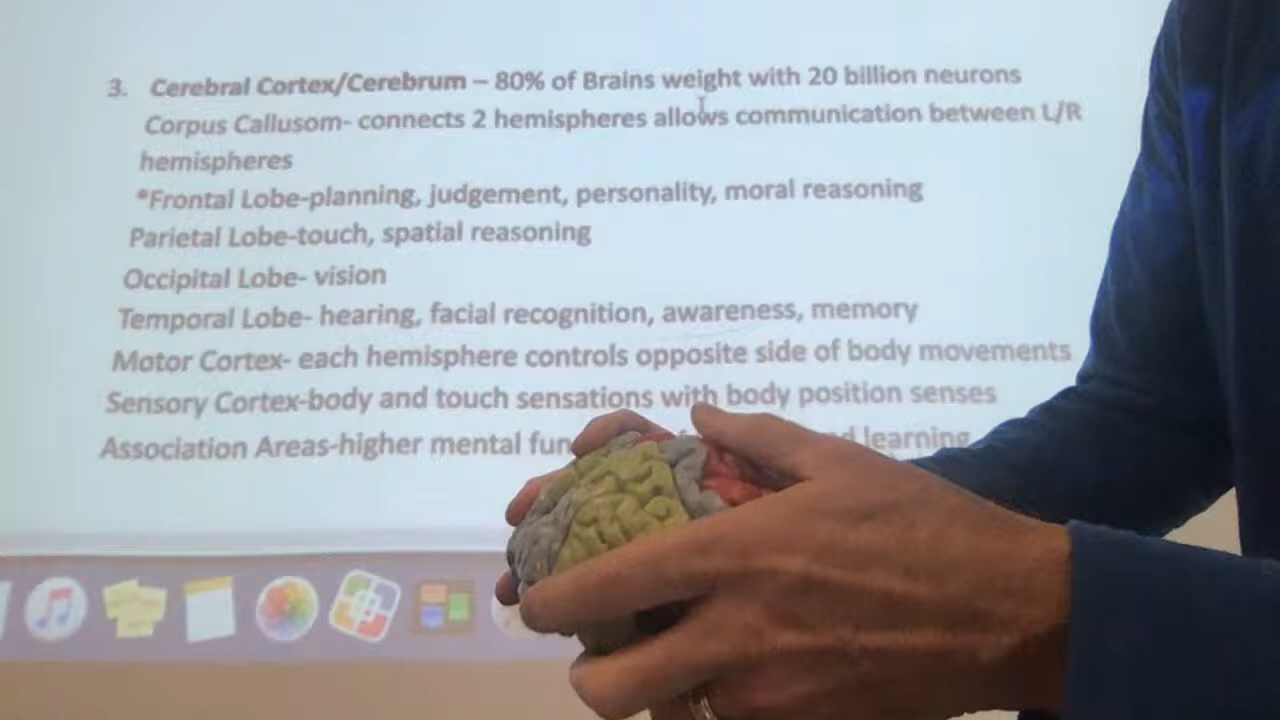 3. Cerebral Cortex/Cerebrum – 80% of Brains weight with 20 billion neurons
Corpus Callusom- connects 2 hemispheres allows communication between L/R
hemispheres
*Frontal Lobe-planning, judgement, personality, moral reasoning
Parietal Lobe-touch, spatial reasoning
Occipital Lobe- vision
Temporal Lobe- hearing, facial recognition, awareness, memory
Motor Cortex- each hemisphere controls opposite side of body movements
Sensory Cortex-body and touch sensations with body position senses
Association Areas-higher mental learning